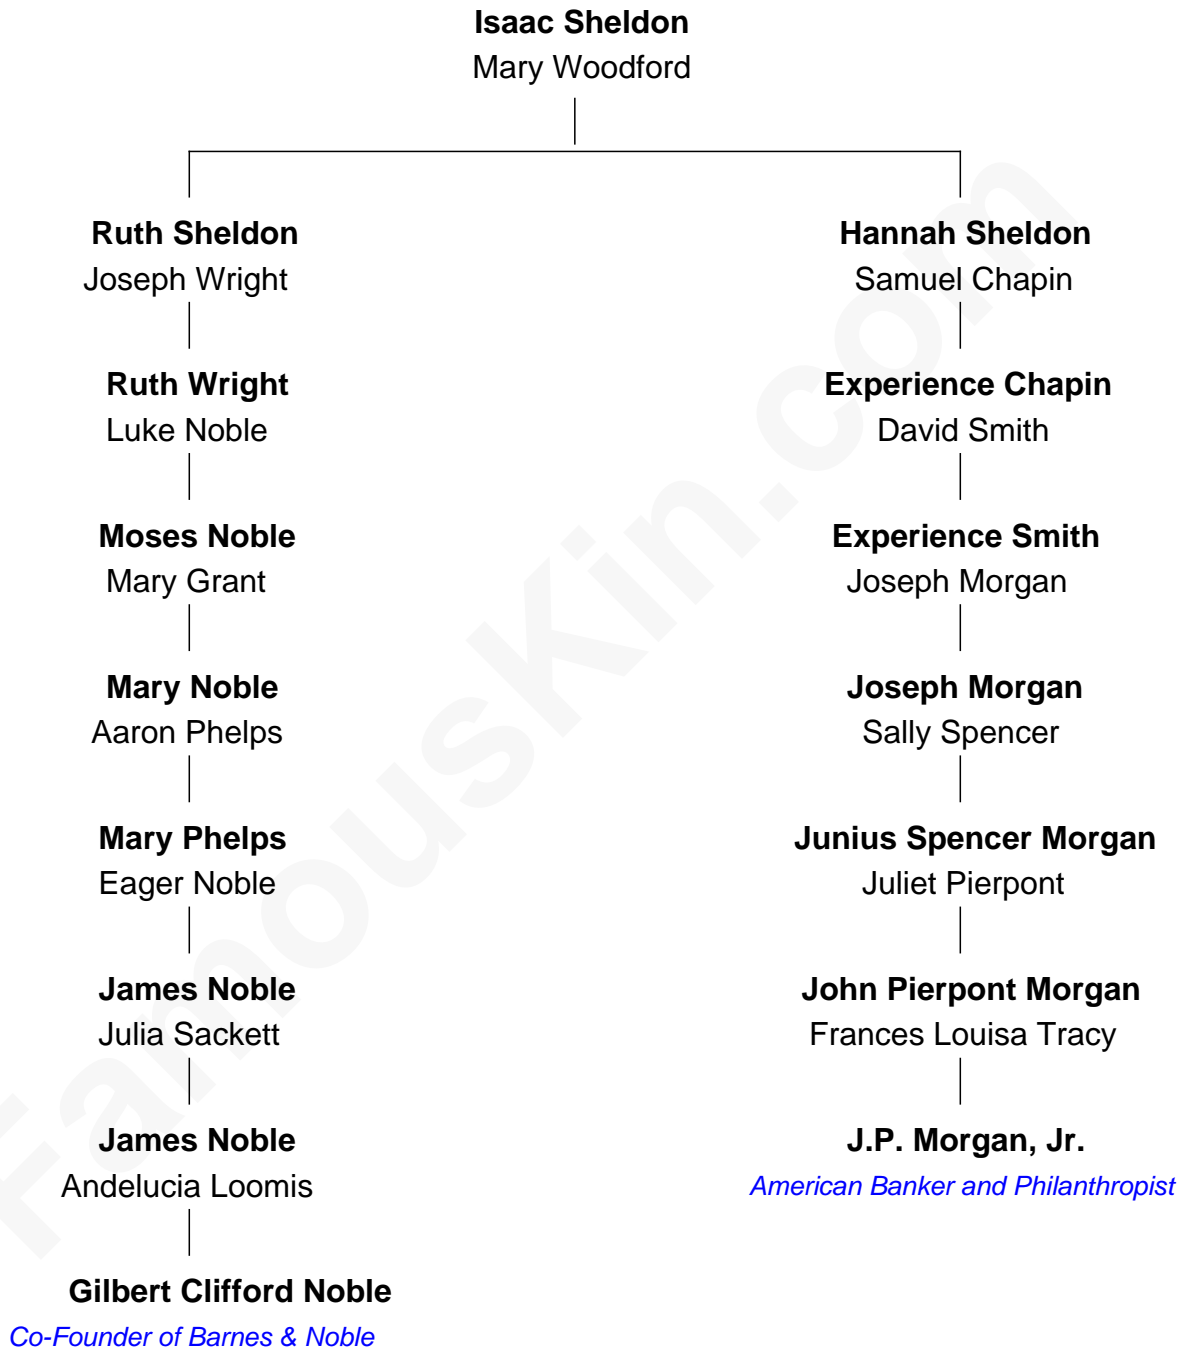 Isaac Sheldon
Mary Woodford
Ruth Sheldon
Joseph Wright
Hannah Sheldon
Samuel Chapin
Ruth Wright
Luke Noble
Experience Chapin
David Smith
Moses Noble
Mary Grant
Experience Smith
Joseph Morgan
Mary Noble
Aaron Phelps
Joseph Morgan
Sally Spencer
Mary Phelps
Eager Noble
Junius Spencer Morgan
Juliet Pierpont
James Noble
Julia Sackett
John Pierpont Morgan
Frances Louisa Tracy
James Noble
Andelucia Loomis
J.P. Morgan, Jr.
American Banker and Philanthropist
Gilbert Clifford Noble
Co-Founder of Barnes & Noble
FamousKin.com